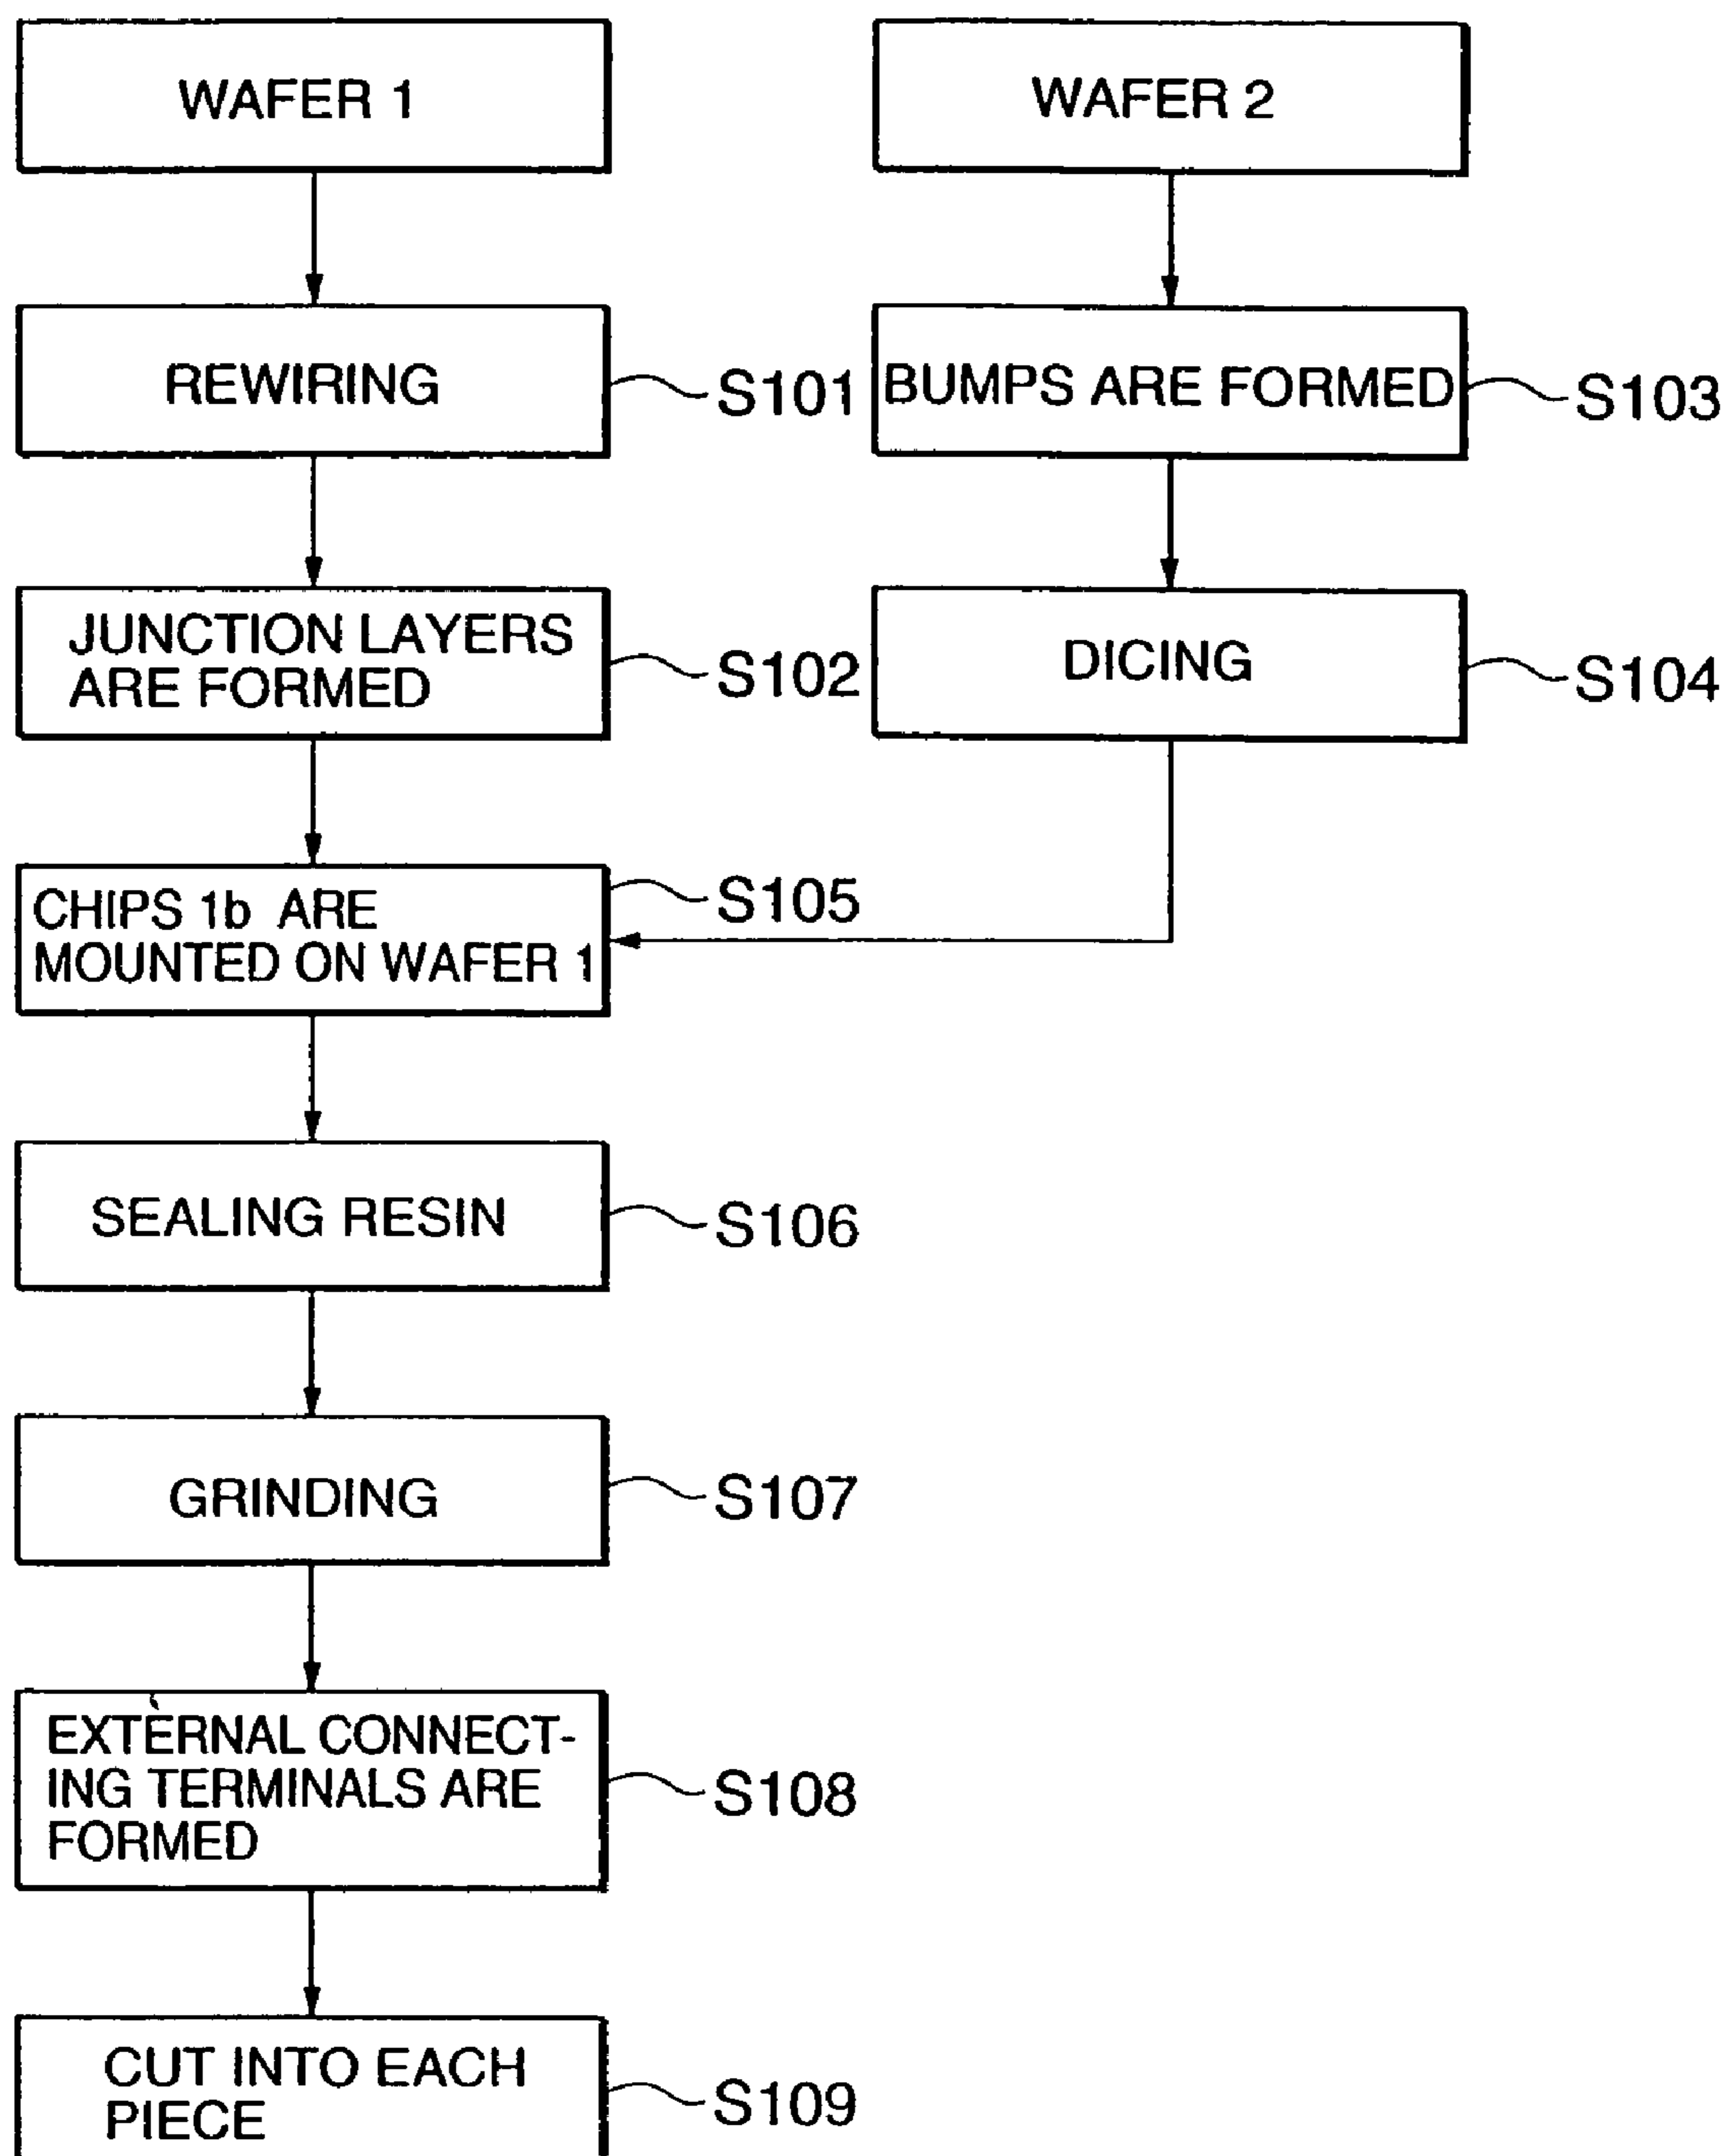 WAFER 1
WAFER 2
REWIRING
S101
BUMPS ARE FORMED
S103
JUNCTION LAYERS
ARE FORMED
S102
DICING
S104
CHIPS 1b ARE
MOUNTED ON WAFER 1
S105
SEALING RESIN
S106
GRINDING
S107
EXTERNAL CONNECT-
ING TERMINALS ARE
FORMED
S108
CUT INTO EACH
PIECE
S109